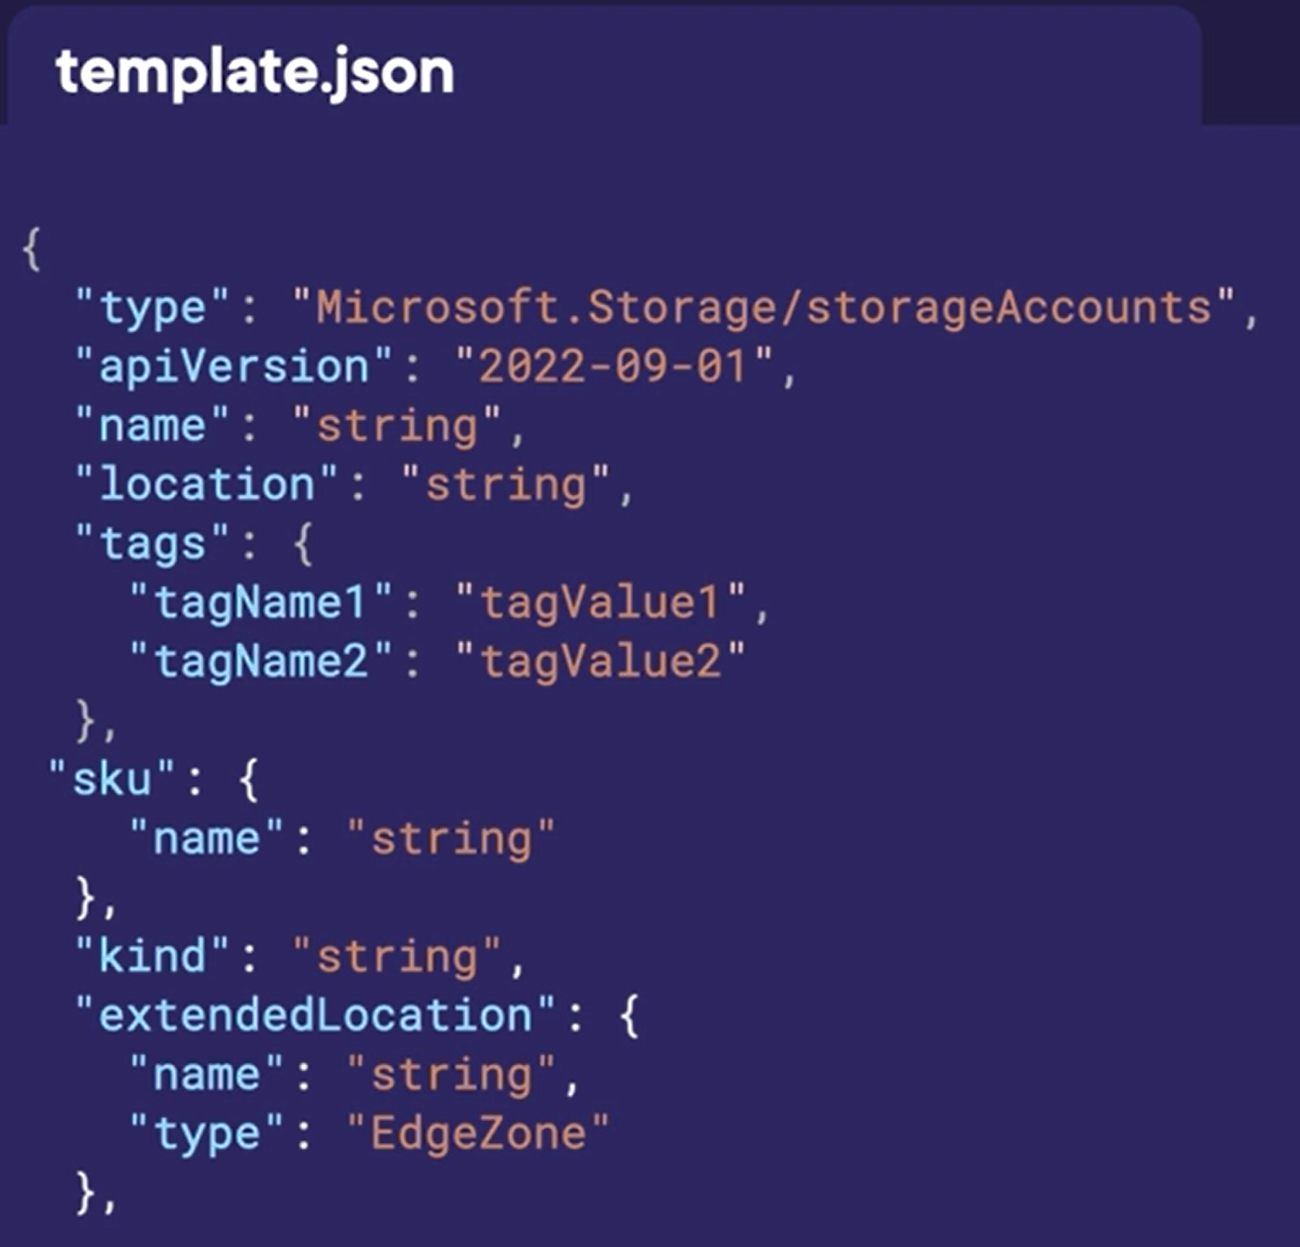 template.json
{
"type": "Microsoft.Storage/storageAccounts",
"apiVersion": "2022-09-01",
"name": "string",
"location": "string",
"tags": {
"tagName1": "tagValue1",
"tagName2": "tagValue2"
},
"sku": {
"name": "string"
},
"kind": "string",
"extendedLocation": {
"name": "string",
"type": "EdgeZone"
},